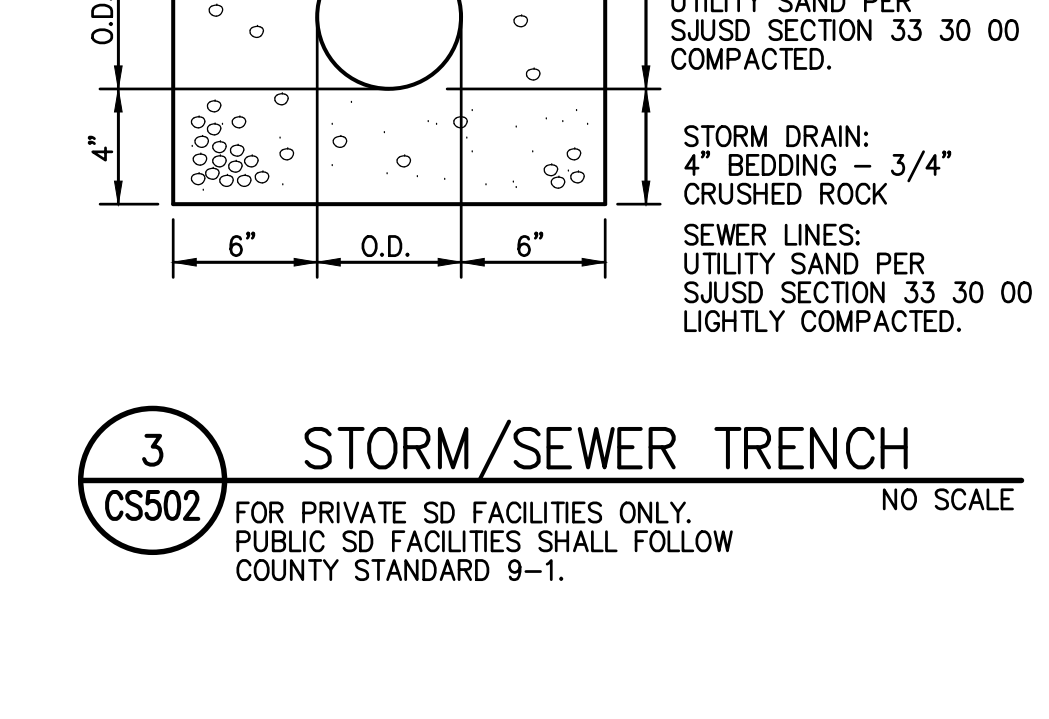 O.D.
UTILITY SAND PER
SJUSD SECTION 33 30 00
COMPACTED.
4"
STORM DRAIN:
4" BEDDING – 3/4"
CRUSHED ROCK
SEWER LINES:
UTILITY SAND PER
SJUSD SECTION 33 30 00
LIGHTLY COMPACTED.
6" O.D. 6"
3
CS502
STORM/SEWER TRENCH
NO SCALE
FOR PRIVATE SD FACILITIES ONLY.
PUBLIC SD FACILITIES SHALL FOLLOW
COUNTY STANDARD 9–1.